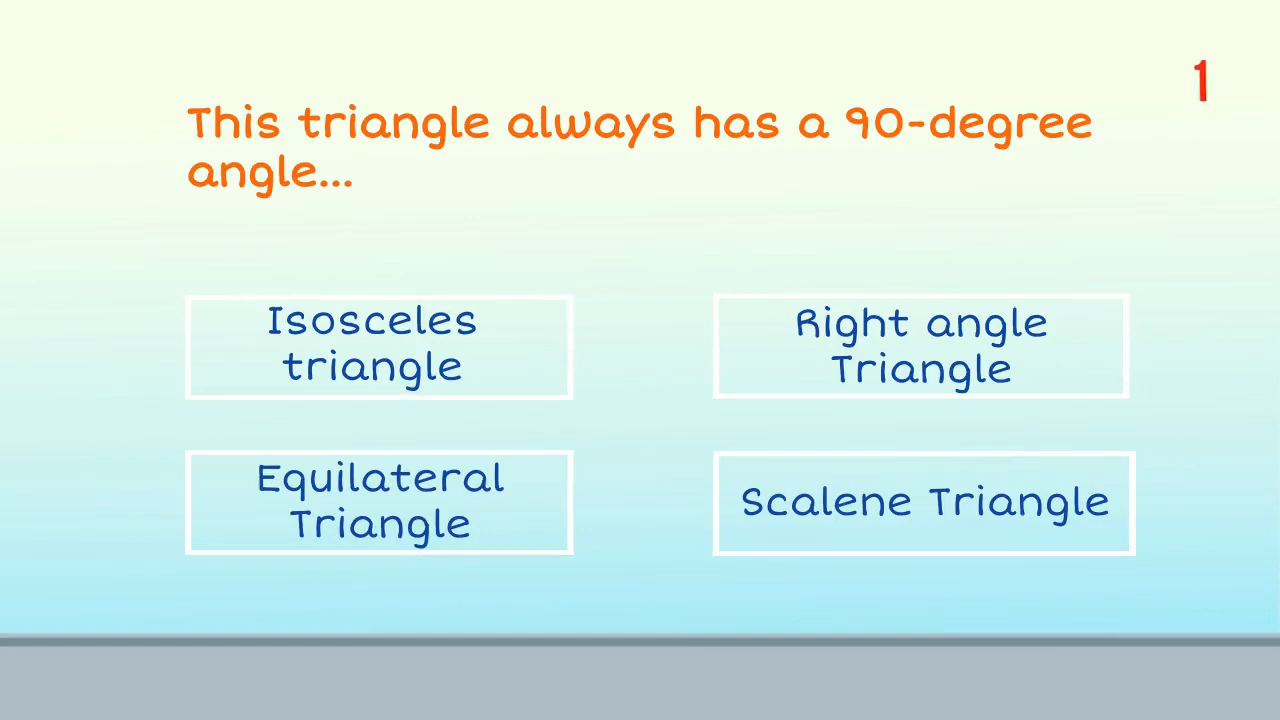 1
This triangle always has a 90-degree
angle...
Isosceles
triangle
Right angle
Triangle
Equilateral
Triangle
Scalene Triangle